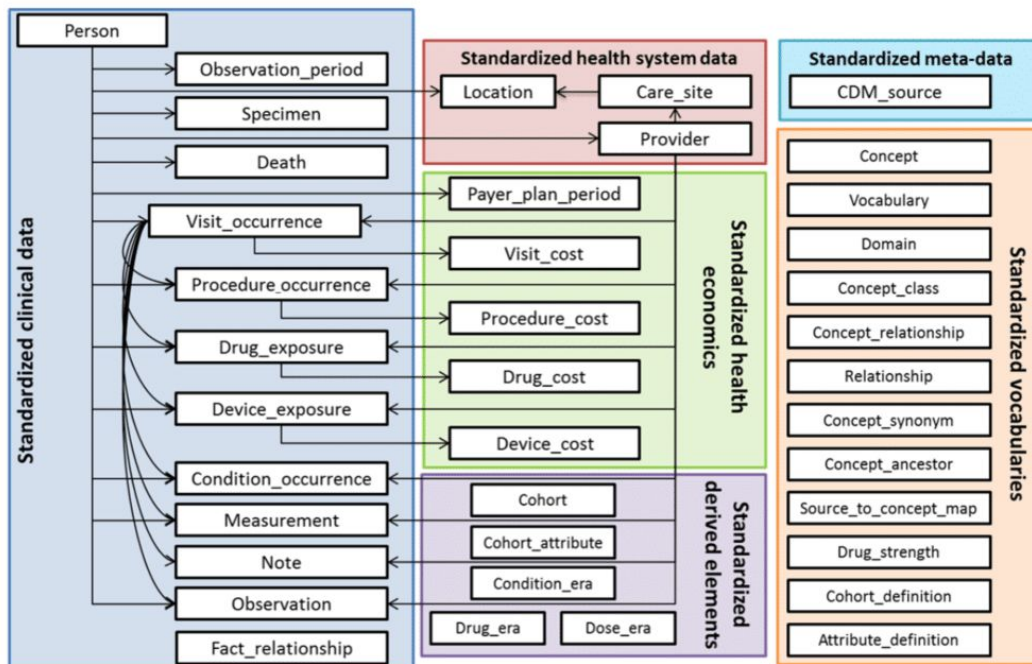 Person
Observation_period
Specimen
Death
Visit_occurrence
Procedure_occurrence
Drug_exposure
Device_exposure
Condition_occurrence
Measurement
Note
Observation
Fact_relationship
Standardized clinical data
Standardized health system data
Location
Care_site
Provider
Payer_plan_period
Visit_cost
Procedure_cost
Drug_cost
Device_cost
Standardized health
economics
Cohort
Cohort_attribute
Condition_era
Drug_era
Dose_era
Standardized
derived elements
Standardized meta-data
CDM_source
Concept
Vocabulary
Domain
Concept_class
Concept_relationship
Relationship
Concept_synonym
Concept_ancestor
Source_to_concept_map
Drug_strength
Cohort_definition
Attribute_definition
Standardized vocabularies